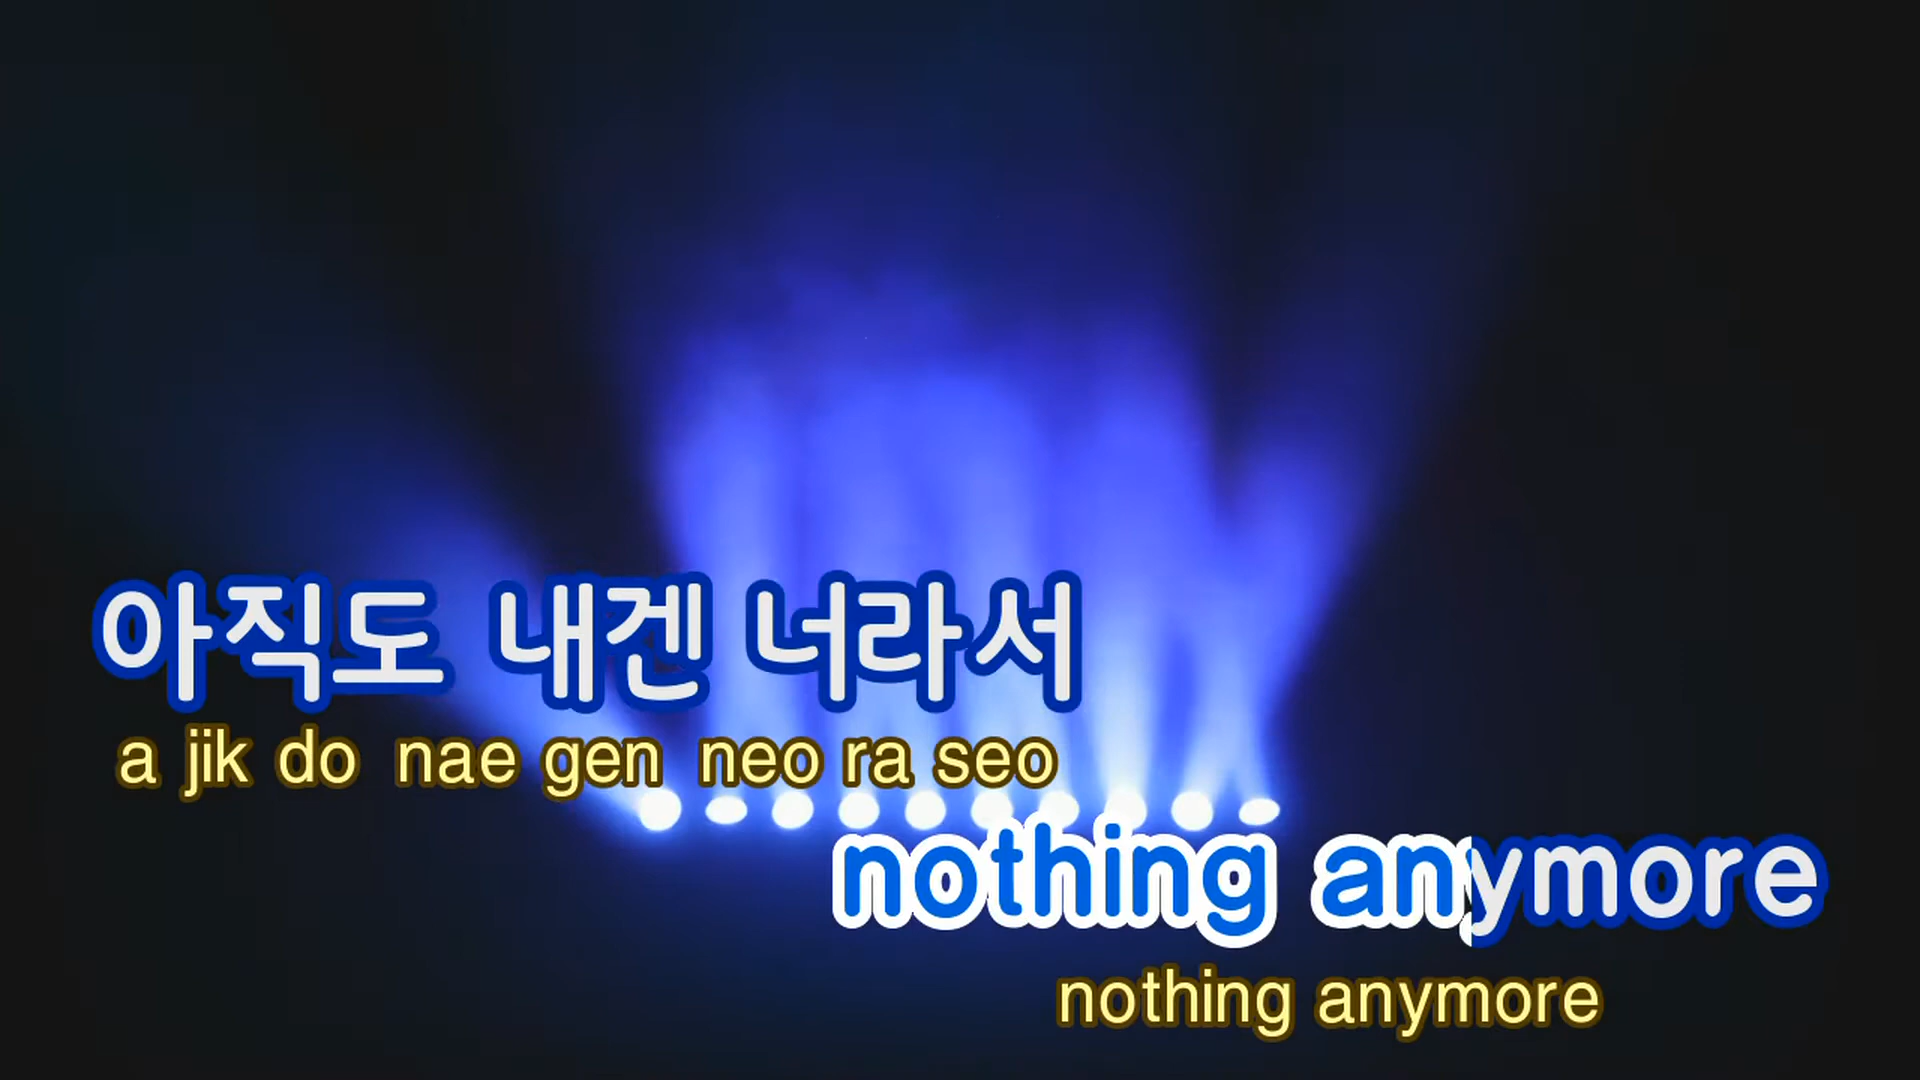 아직도 내겐 너라서
a jik do nae gen neo ra seo
nothing anymore
nothing anymore